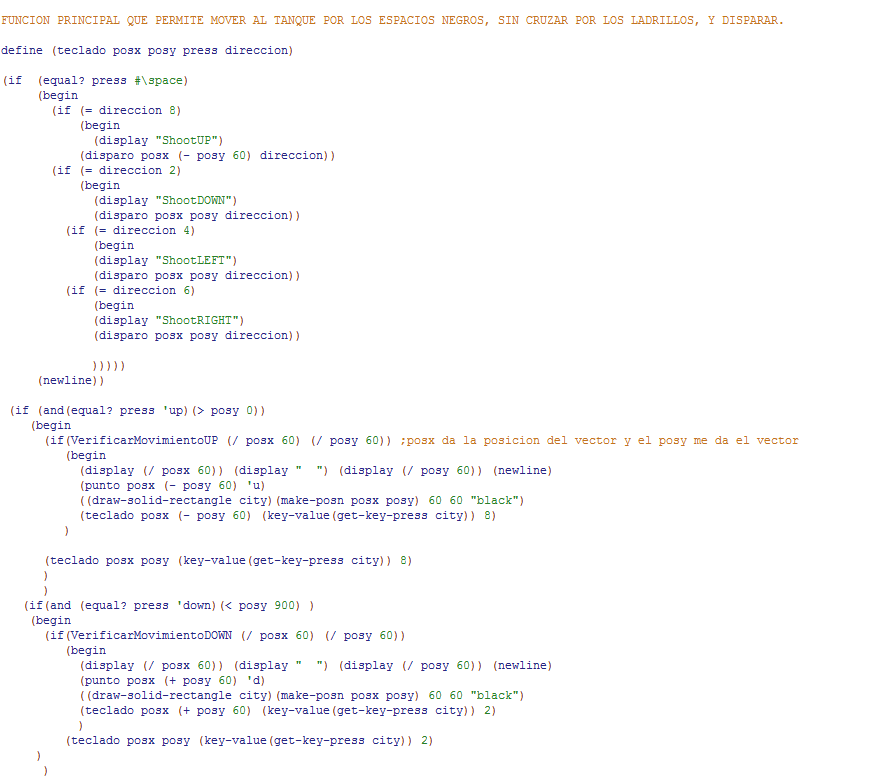 FUNCION PRINCIPAL QUE PERMITE MOVER AL TANQUE POR LOS ESPACIOS NEGROS, SIN CRUZAR POR LOS LADRILLOS, Y DISPARAR.
define (teclado posx posy press direccion)
(if  (equal? press #\space)
(begin
(if (= direccion 8)
(begin
(display "ShootUP")
(disparo posx (- posy 60) direccion))
(if (= direccion 2)
(begin
(display "ShootDOWN")
(disparo posx posy direccion))
(if (= direccion 4)
(begin
(display "ShootLEFT")
(disparo posx posy direccion))
(if (= direccion 6)
(begin
(display "ShootRIGHT")
(disparo posx posy direccion))
)))))
(newline))
(if (and(equal? press 'up)(> posy 0))
(begin
(if(VerificarMovimientoUP (/ posx 60) (/ posy 60)) ;posx da la posicion del vector y el posy me da el vector
(begin
(display (/ posx 60)) (display "  ") (display (/ posy 60)) (newline)
(punto posx (- posy 60) 'u)
((draw-solid-rectangle city)(make-posn posx posy) 60 60 "black")
(teclado posx (- posy 60) (key-value(get-key-press city)) 8)
)
(teclado posx posy (key-value(get-key-press city)) 8)
)
)
(if(and (equal? press 'down)(< posy 900) )
(begin
(if(VerificarMovimientoDOWN (/ posx 60) (/ posy 60))
(begin
(display (/ posx 60)) (display "  ") (display (/ posy 60)) (newline)
(punto posx (+ posy 60) 'd)
((draw-solid-rectangle city)(make-posn posx posy) 60 60 "black")
(teclado posx (+ posy 60) (key-value(get-key-press city)) 2)
)
(teclado posx posy (key-value(get-key-press city)) 2)
)
)